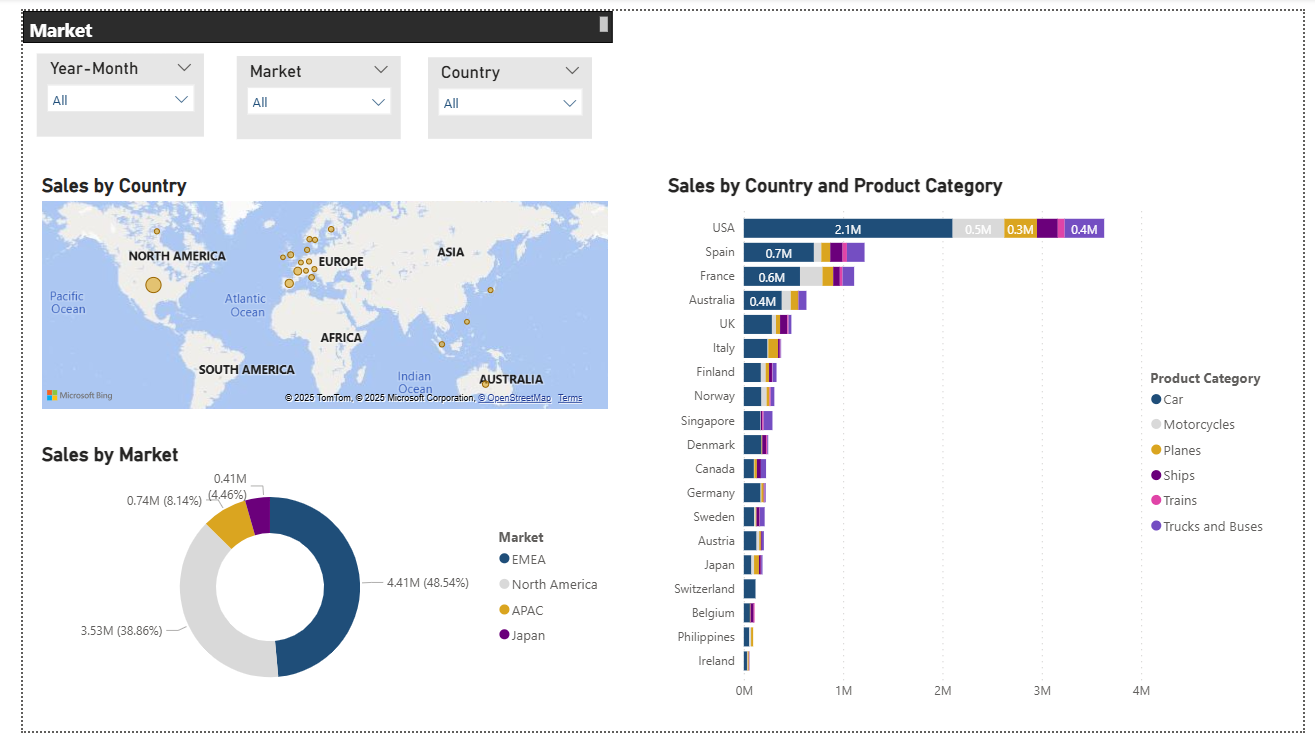 Market
Year-Month
All
Market
All
Country
All
Sales by Country
NORTH AMERICA
EUROPE
ASIA
Pacific
Ocean
Atlantic
Ocean
AFRICA
SOUTH AMERICA
Indian
Ocean
AUSTRALIA
Microsoft Bing
© 2025 TomTom, © 2025 Microsoft Corporation, © OpenStreetMap Terms
Sales by Market
0.41M
(4.46%)
0.74M (8.14%)
4.41M (48.54%)
3.53M (38.86%)
Market
EMEA
North America
APAC
Japan
Sales by Country and Product Category
USA 2.1M 0.5M 0.3M 0.4M
Spain 0.7M
France 0.6M
Australia 0.4M
UK
Italy
Finland
Norway
Singapore
Denmark
Canada
Germany
Sweden
Austria
Japan
Switzerland
Belgium
Philippines
Ireland
0M 1M 2M 3M 4M
Product Category
Car
Motorcycles
Planes
Ships
Trains
Trucks and Buses